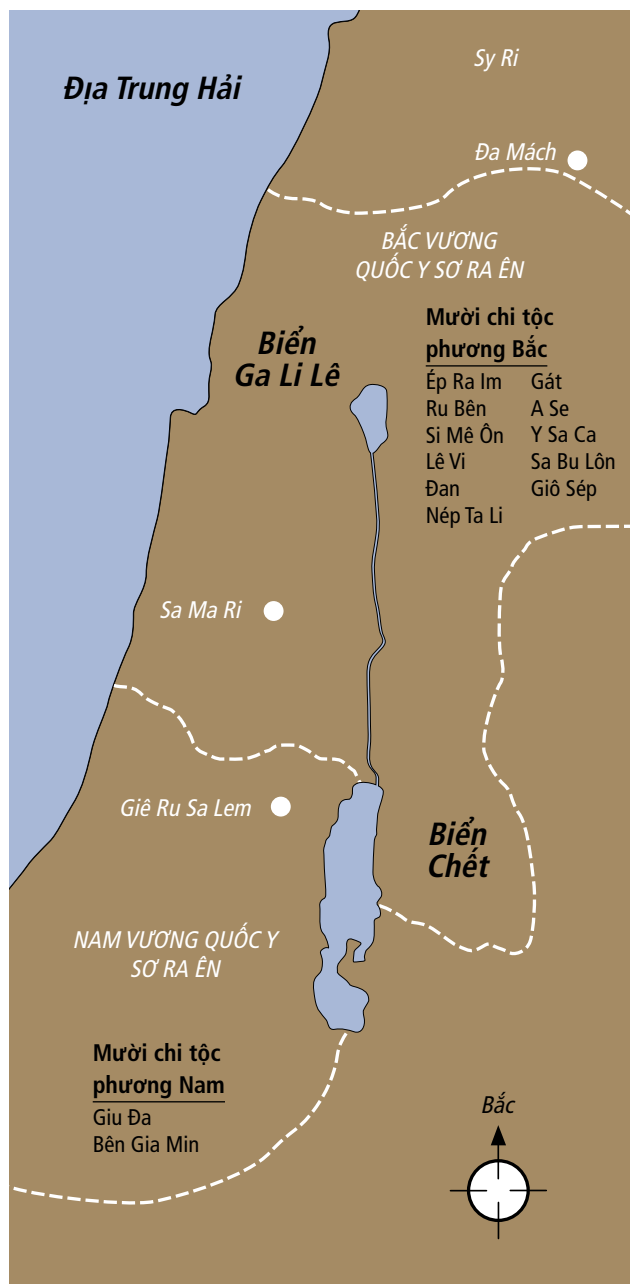 Địa Trung Hải
Sy Ri
Đa Mách
BẮC VƯƠNG
QUỐC Y SƠ RA ÊN
Biển
Ga Li Lê
Mười chi tộc
phương Bắc
Ép Ra Im
Ru Bên
Si Mê Ôn
Lê Vi
Đan
Nép Ta Li
Gát
A Se
Y Sa Ca
Sa Bu Lôn
Giô Sép
Sa Ma Ri
Giê Ru Sa Lem
Biển
Chết
NAM VƯƠNG QUỐC Y
SƠ RA ÊN
Mười chi tộc
phương Nam
Giu Đa
Bên Gia Min
Bắc